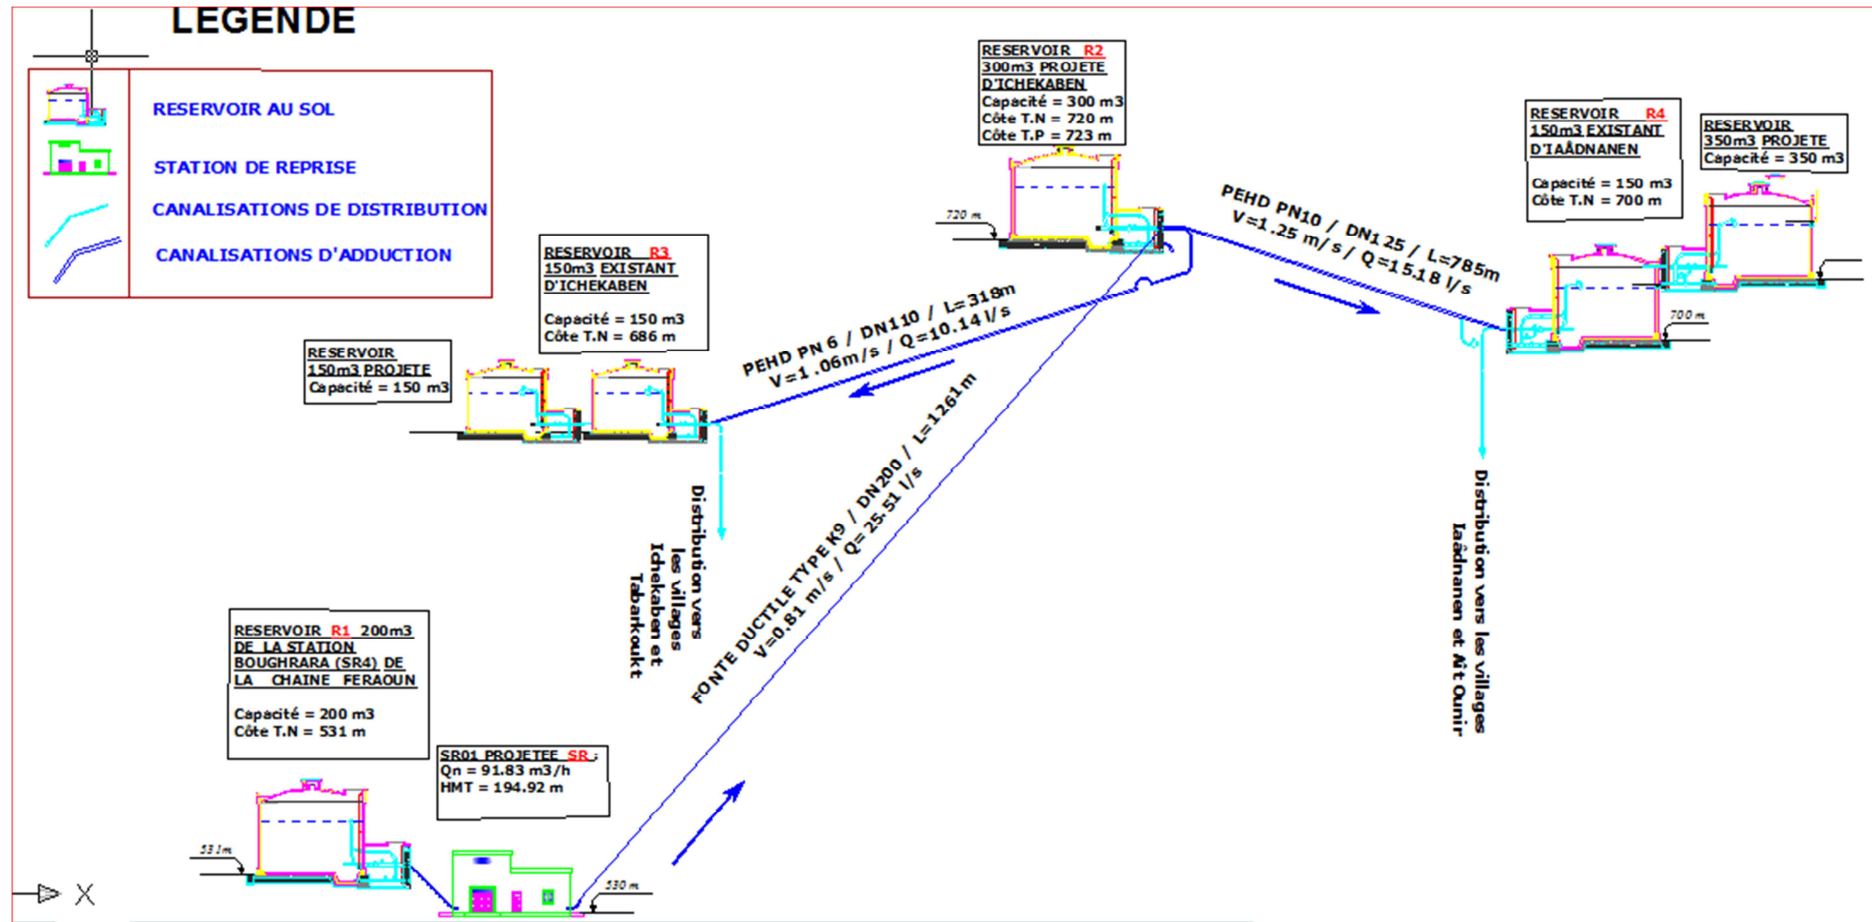 LEGENDE
RESERVOIR AU SOL
STATION DE REPRISE
CANALISATIONS DE DISTRIBUTION
CANALISATIONS D'ADDUCTION
RESERVOIR R2
300m3 PROJETE
D'ICHEKABEN
Capacité = 300 m3
Côte T.N = 720 m
Côte T.P = 723 m
720 m
RESERVOIR R4
150m3 EXISTANT
D'IAÂDNANEN
Capacité = 150 m3
Côte T.N = 700 m
RESERVOIR
350m3 PROJETE
Capacité = 350 m3
700 m
PEHD PN10 / DN125 / L=785m
V=1.25 m/s / Q=15.18 l/s
RESERVOIR R3
150m3 EXISTANT
D'ICHEKABEN
Capacité = 150 m3
Côte T.N = 686 m
RESERVOIR
150m3 PROJETE
Capacité = 150 m3
PEHD PN 6 / DN110 / L=318m
V=1.06m/s / Q=10.14 l/s
FONTE DUCTILE TYPE K9 / DN200 / L=1261m
V=0.81 m/s / Q= 25.51 l/s
Distribution vers
les villages
Ichekaben et
Tabarkoukt
Distribution vers les villages
Iaâdnanen et Aît Ounir
RESERVOIR R1 200m3
DE LA STATION
BOUGHRARA (SR4) DE
LA CHAINE FERAOUN
Capacité = 200 m3
Côte T.N = 531 m
SR01 PROJETEE SR :
Qn = 91.83 m3/h
HMT = 194.92 m
531m
530 m
X